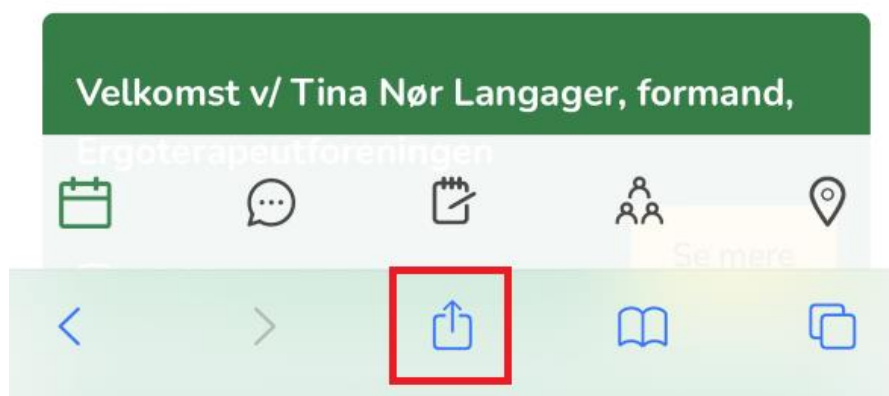 Velkomst v/ Tina Nør Langager, formand,
Ergoterapeutforeningen
Se mere